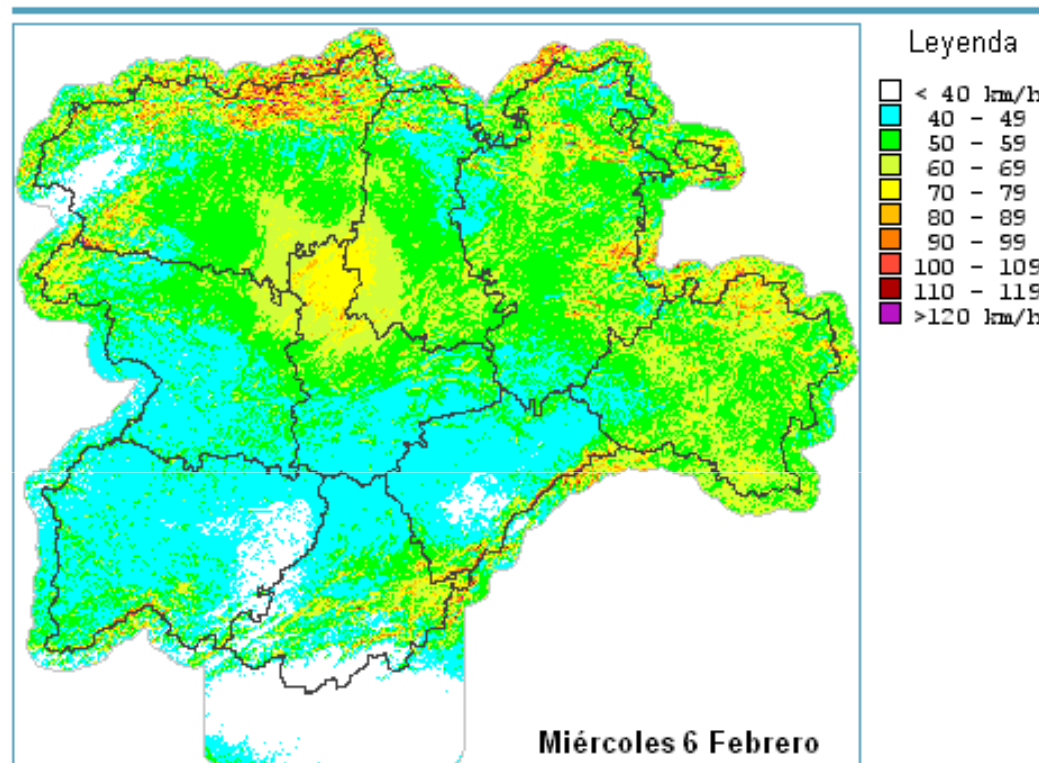 Leyenda
< 40 km/h
40 - 49
50 - 59
60 - 69
70 - 79
80 - 89
90 - 99
100 - 109
110 - 119
>120 km/h
Miércoles 6 Febrero